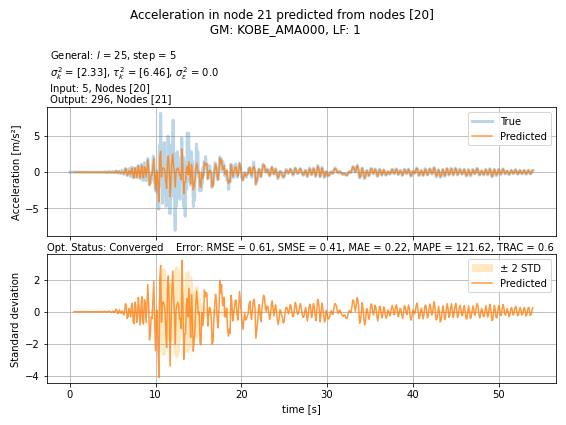 Acceleration in node 21 predicted from nodes [20]
GM: KOBE_AMA000, LF: 1
General: l = 25, step = 5
σ²ₖ = [2.33], τ²ₖ = [6.46], σ²ε = 0.0
Input: 5, Nodes [20]
Output: 296, Nodes [21]
True
Predicted
5
0
−5
Acceleration [m/s²]
Opt. Status: Converged Error: RMSE = 0.61, SMSE = 0.41, MAE = 0.22, MAPE = 121.62, TRAC = 0.6
± 2 STD
Predicted
2
0
−2
−4
Standard deviation
0 10 20 30 40 50
time [s]